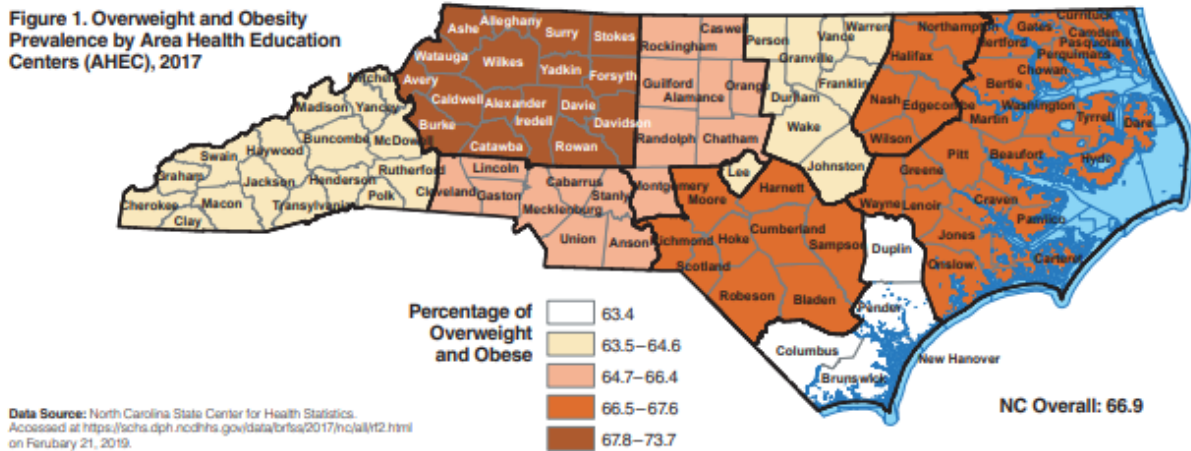 Figure 1. Overweight and Obesity
Prevalence by Area Health Education
Centers (AHEC), 2017
Ashe
Alleghany
Surry
Stokes
Watauga
Wilkes
Yadkin
Forsyth
Avery
Caldwell
Alexander
Davie
Iredell
Davidson
Burke
Catawba
Rowan
Rockingham
Caswell
Guilford
Alamance
Orange
Randolph
Chatham
Person
Granville
Vance
Warren
Franklin
Durham
Wake
Johnston
Lee
Northampton
Halifax
Nash
Edgecombe
Wilson
Hertford
Gates
Currituck
Camden
Pasquotank
Perquimans
Chowan
Bertie
Washington
Martin
Tyrrell
Dare
Beaufort
Hyde
Pitt
Greene
Wayne
Lenoir
Craven
Pamlico
Jones
Onslow
Carteret
Mitchell
Madison
Yancey
Buncombe
McDowell
Haywood
Swain
Graham
Jackson
Henderson
Rutherford
Polk
Transylvania
Macon
Cherokee
Clay
Cleveland
Lincoln
Gaston
Cabarrus
Stanly
Mecklenburg
Union
Anson
Montgomery
Moore
Harnett
Richmond
Hoke
Cumberland
Sampson
Scotland
Robeson
Bladen
Duplin
Pender
Columbus
Brunswick
New Hanover
Percentage of
Overweight
and Obese
63.4
63.5–64.6
64.7–66.4
66.5–67.6
67.8–73.7
NC Overall: 66.9
Data Source: North Carolina State Center for Health Statistics.
Accessed at https://schs.dph.ncdhhs.gov/data/brfss/2017/nc/all/rf2.html
on Ferubary 21, 2019.